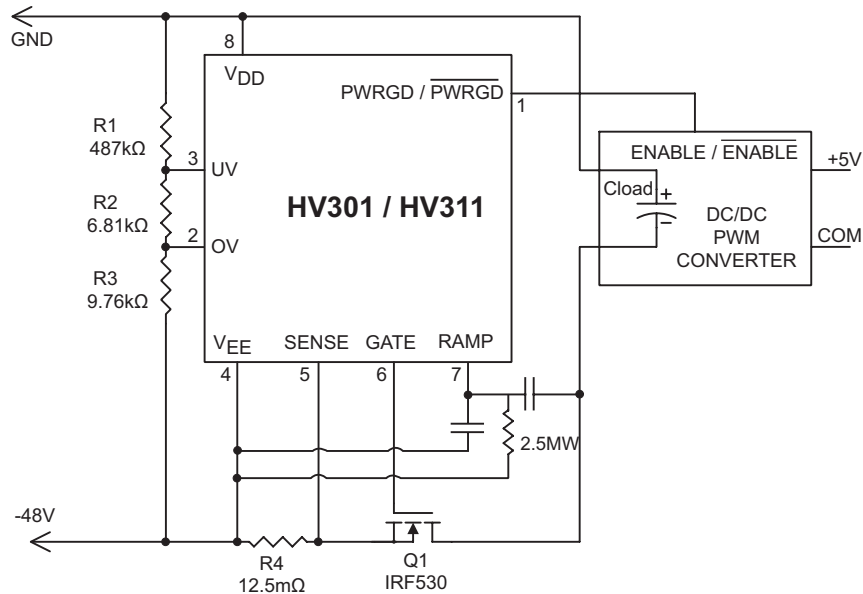 GND
8
VDD
PWRGD / PWRGD
1
R1
487kΩ
3
UV
ENABLE / ENABLE
+5V
R2
6.81kΩ
HV301 / HV311
Cload
+
−
DC/DC
PWM
CONVERTER
COM
2
OV
R3
9.76kΩ
VEE
SENSE
GATE
RAMP
4
5
6
7
2.5MW
-48V
R4
12.5mΩ
Q1
IRF530